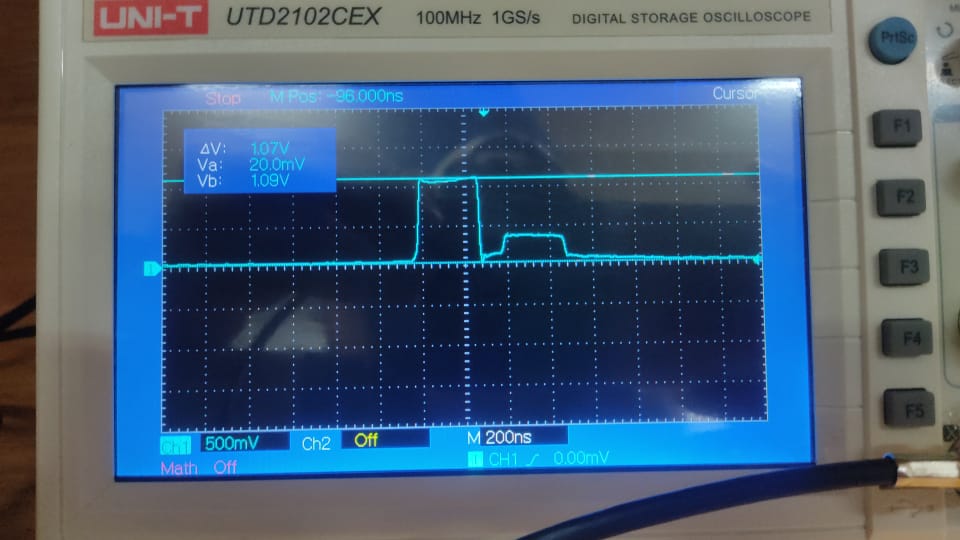 UNI-T UTD2102CEX 100MHz 1GS/s DIGITAL STORAGE OSCILLOSCOPE
PrtSc
Stop M Pos: -96.000ns Cursor
ΔV: 1.07V
Va: 20.0mV
Vb: 1.09V
F1
F2
F3
F4
F5
Ch1 500mV Ch2 Off M 200ns
CH1 0.00mV
Math Off